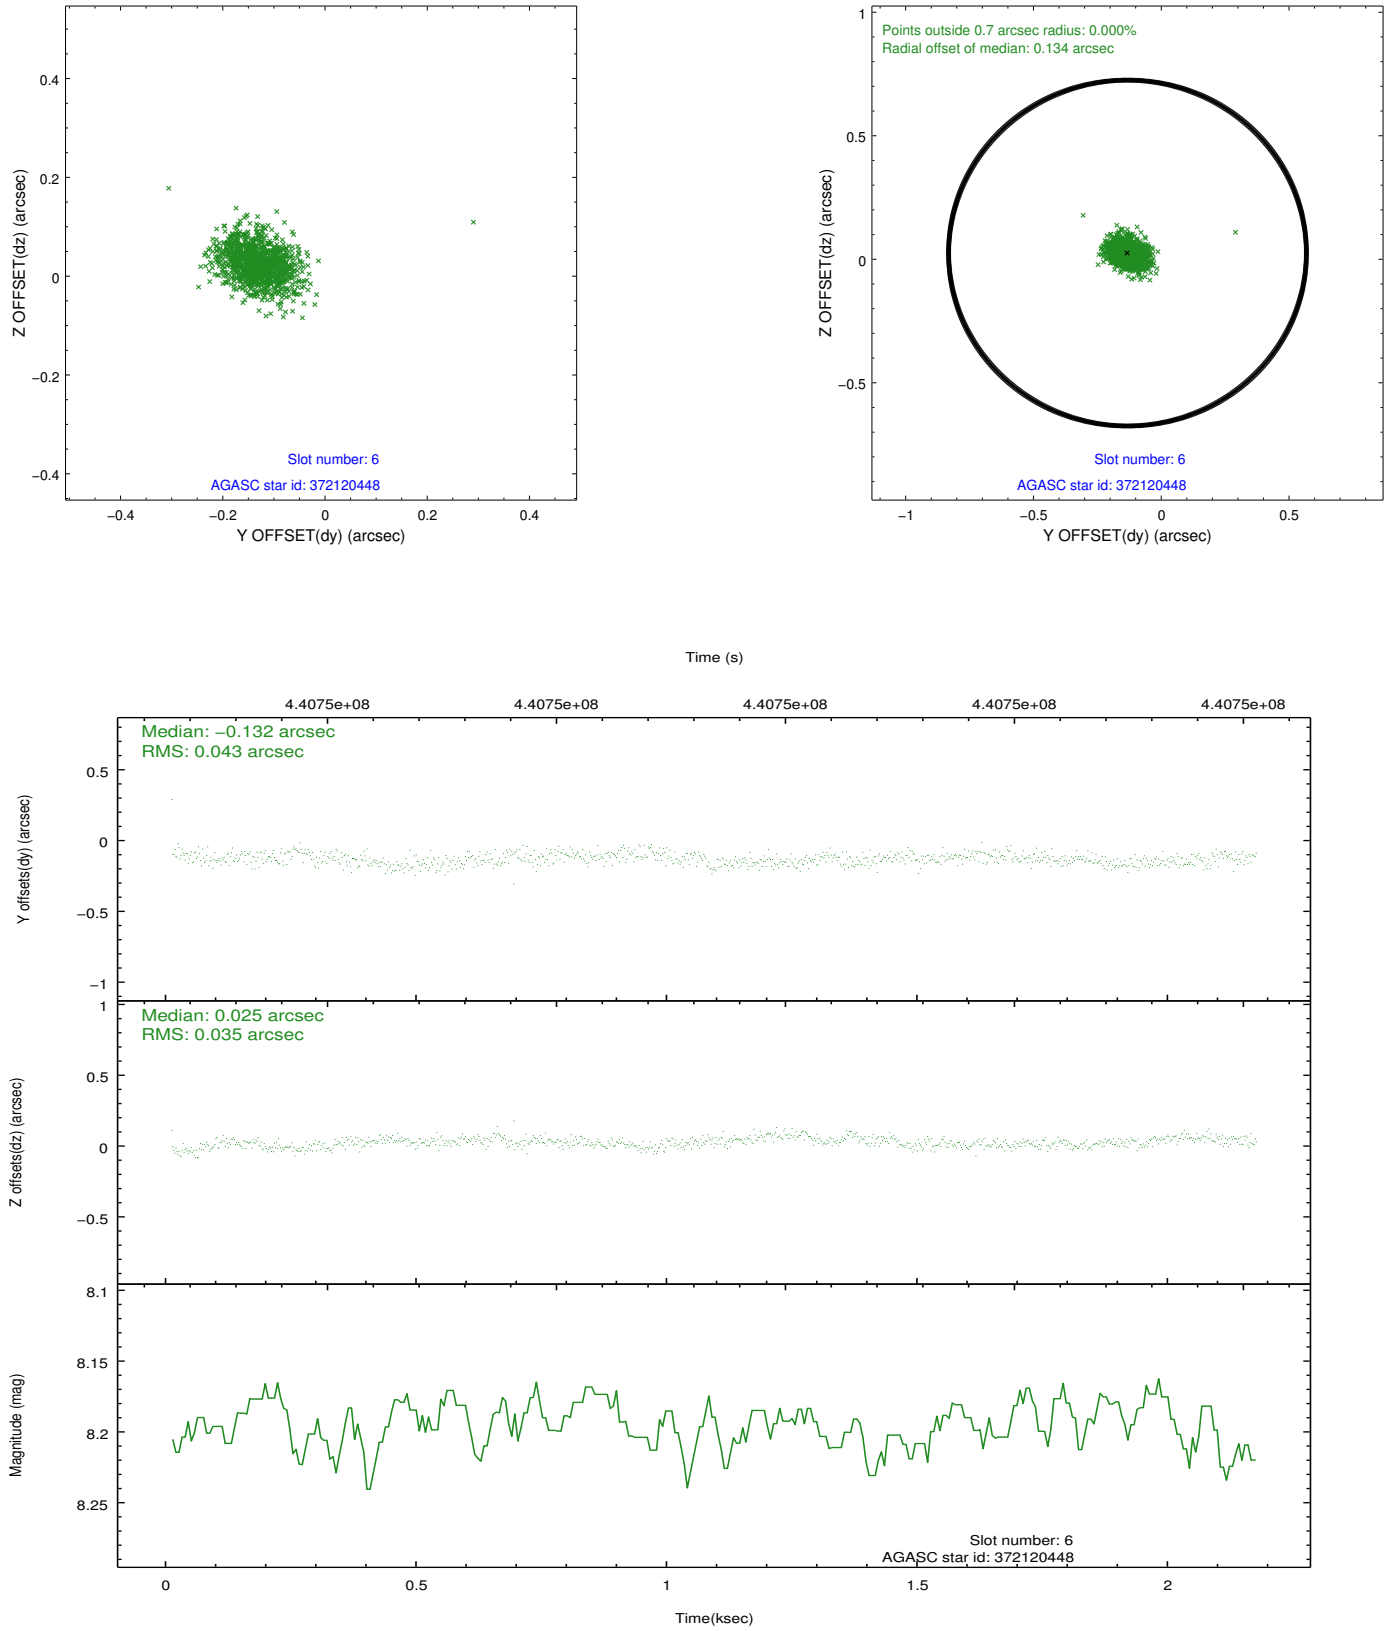 0.4
0.2
0
−0.2
−0.4
Z OFFSET(dz) (arcsec)
Slot number: 6
AGASC star id: 372120448
−0.4 −0.2 0 0.2 0.4
Y OFFSET(dy) (arcsec)
Points outside 0.7 arcsec radius: 0.000%
Radial offset of median: 0.134 arcsec
1
0.5
0
−0.5
Z OFFSET(dz) (arcsec)
Slot number: 6
AGASC star id: 372120448
−1 −0.5 0 0.5
Y OFFSET(dy) (arcsec)
Time (s)
4.4075e+08 4.4075e+08 4.4075e+08 4.4075e+08 4.4075e+08
Median: −0.132 arcsec
RMS: 0.043 arcsec
0.5
0
−0.5
−1
Y offsets(dy) (arcsec)
Median: 0.025 arcsec
RMS: 0.035 arcsec
1
0.5
0
−0.5
Z offsets(dz) (arcsec)
8.1
8.15
8.2
8.25
Magnitude (mag)
Slot number: 6
AGASC star id: 372120448
0 0.5 1 1.5 2
Time(ksec)